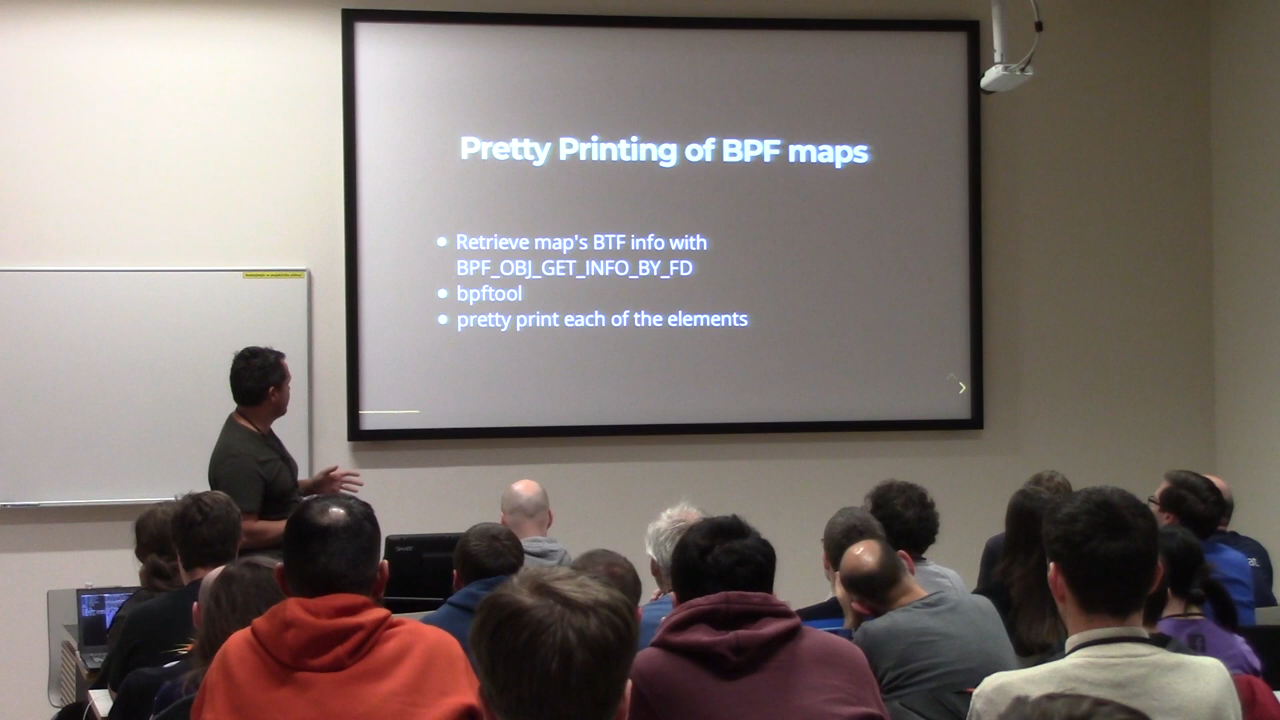 Pretty Printing of BPF maps
Retrieve map's BTF info with
BPF_OBJ_GET_INFO_BY_FD
bpftool
pretty print each of the elements